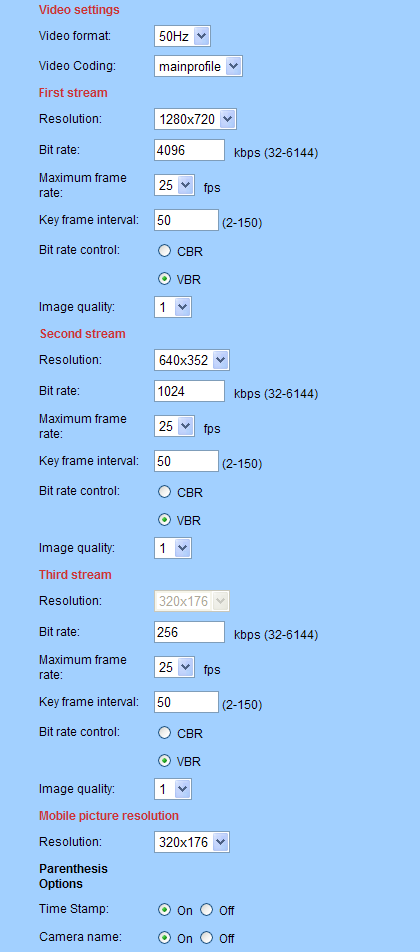 Video settings
Video format: 50Hz
Video Coding: mainprofile
First stream
Resolution: 1280x720
Bit rate: 4096 kbps (32-6144)
Maximum frame
rate: 25 fps
Key frame interval: 50 (2-150)
Bit rate control: CBR
VBR
Image quality: 1
Second stream
Resolution: 640x352
Bit rate: 1024 kbps (32-6144)
Maximum frame
rate: 25 fps
Key frame interval: 50 (2-150)
Bit rate control: CBR
VBR
Image quality: 1
Third stream
Resolution: 320x176
Bit rate: 256 kbps (32-6144)
Maximum frame
rate: 25 fps
Key frame interval: 50 (2-150)
Bit rate control: CBR
VBR
Image quality: 1
Mobile picture resolution
Resolution: 320x176
Parenthesis
Options
Time Stamp: On Off
Camera name: On Off